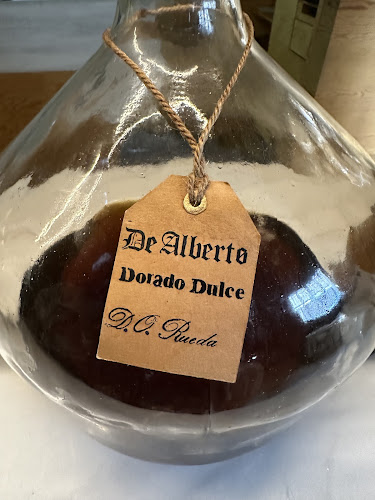 De Alberto
Dorado Dulce
D.O. Rueda